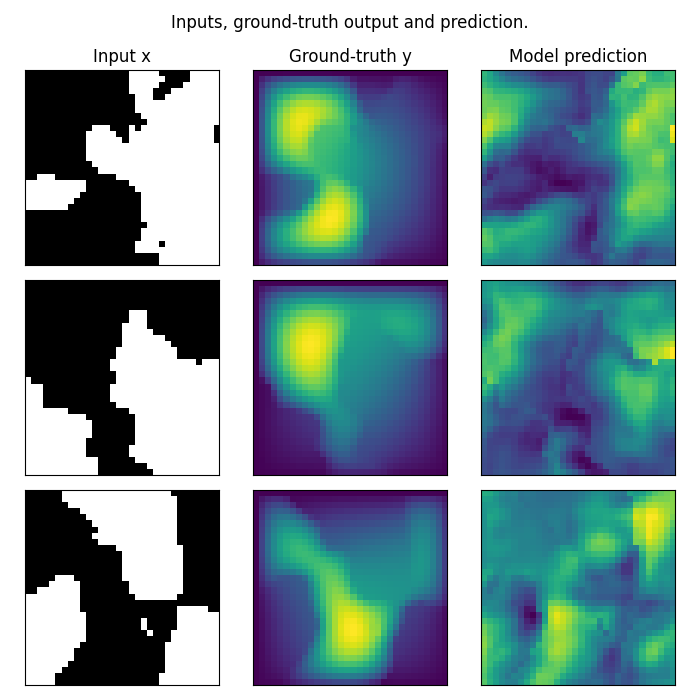 Inputs, ground-truth output and prediction.
Input x
Ground-truth y
Model prediction